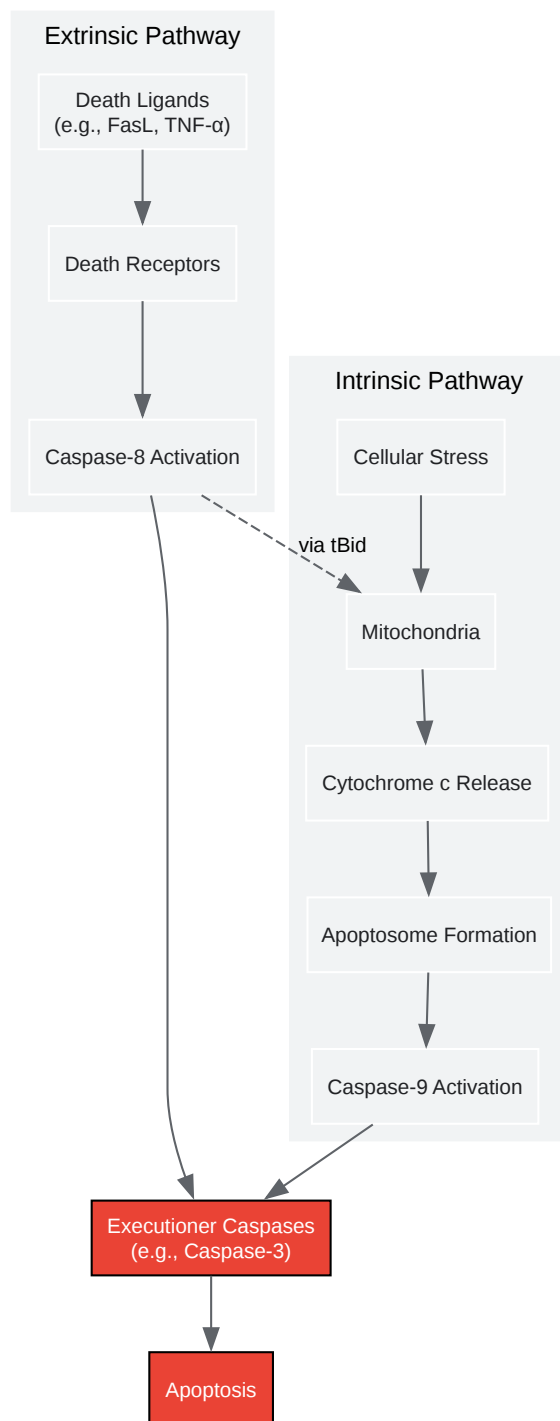 Extrinsic Pathway
Death Ligands
(e.g., FasL, TNF-α)
Death Receptors
Caspase-8 Activation
Intrinsic Pathway
Cellular Stress
via tBid
Mitochondria
Cytochrome c Release
Apoptosome Formation
Caspase-9 Activation
Executioner Caspases
(e.g., Caspase-3)
Apoptosis